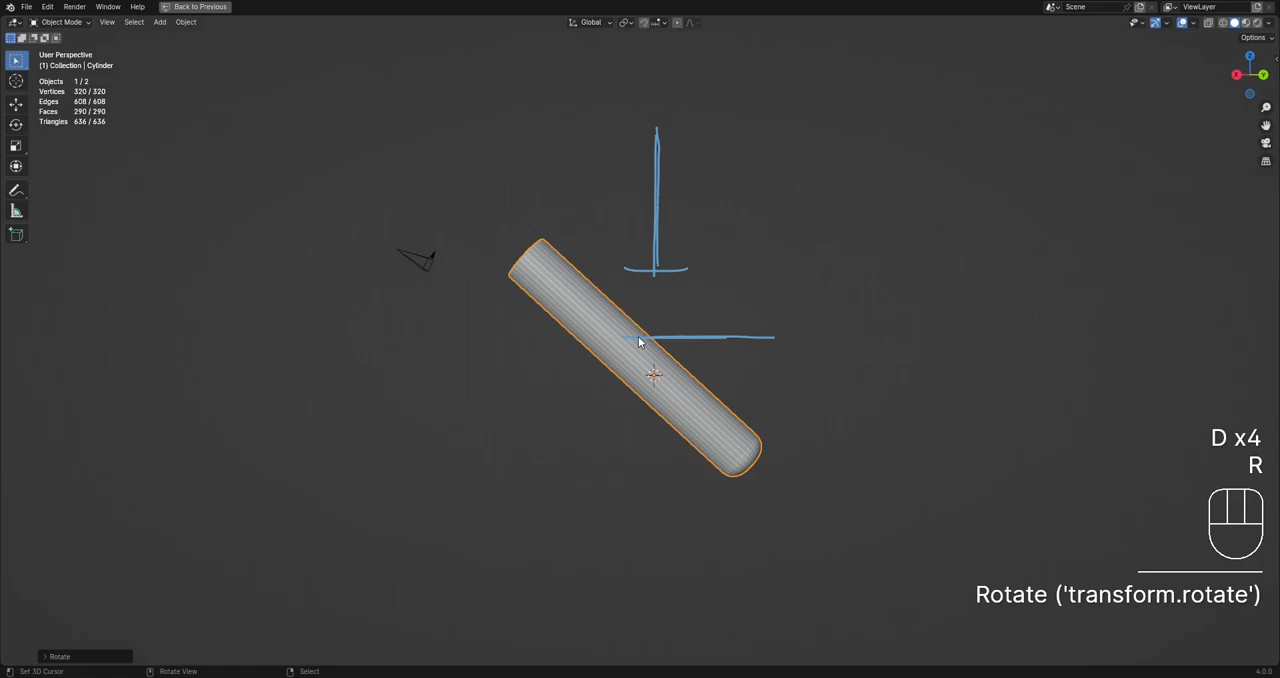 File Edit Render Window Help Back to Previous Scene ViewLayer
Object Mode View Select Add Object Global
Options
User Perspective
(1) Collection | Cylinder
Objects 1 / 2
Vertices 320 / 320
Edges 608 / 608
Faces 290 / 290
Triangles 636 / 636
Z
X Y
D x4
R
Rotate ('transform.rotate')
Rotate
Set 3D Cursor Rotate View Select 4.0.0